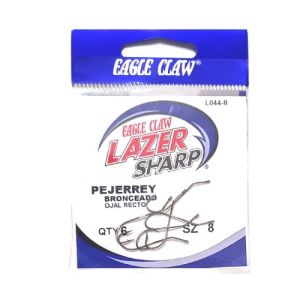 EAGLE CLAW®
L044-8
EAGLE CLAW
LAZER
SHARP®
PEJERREY
BRONCEADO
OJAL RECTO
QTY 6 SZ 8